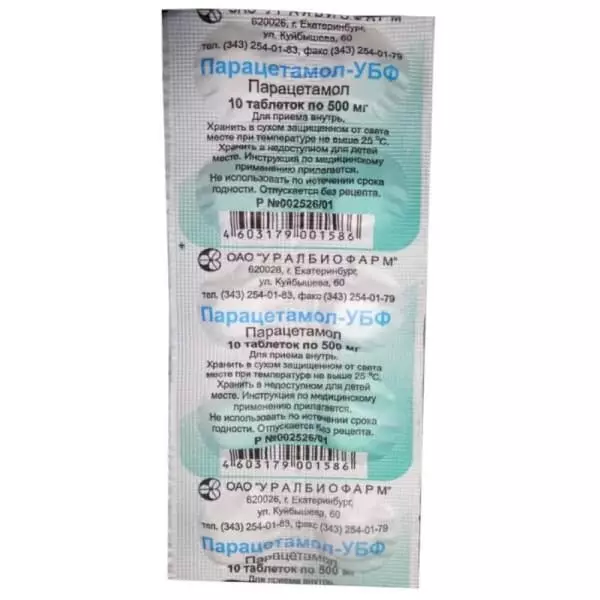 ОАО "УРАЛБИОФАРМ"
620026, г. Екатеринбург,
ул. Куйбышева, 60
тел. (343) 254-01-83, факс (343) 254-01-79
Парацетамол-УБФ
Парацетамол
10 таблеток по 500 мг
Для приема внутрь.
Хранить в сухом защищенном от света
месте при температуре не выше 25 °С.
Хранить в недоступном для детей
месте. Инструкция по медицинскому
применению прилагается.
Не использовать по истечении срока
годности. Отпускается без рецепта.
Р №002526/01
4 603179 001586
ОАО "УРАЛБИОФАРМ"
620026, г. Екатеринбург,
ул. Куйбышева, 60
тел. (343) 254-01-83, факс (343) 254-01-79
Парацетамол-УБФ
Парацетамол
10 таблеток по 500 мг
Для приема внутрь.
Хранить в сухом защищенном от света
месте при температуре не выше 25 °С.
Хранить в недоступном для детей
месте. Инструкция по медицинскому
применению прилагается.
Не использовать по истечении срока
годности. Отпускается без рецепта.
Р №002526/01
4 603179 001586
ОАО "УРАЛБИОФАРМ"
620026, г. Екатеринбург,
ул. Куйбышева, 60
тел. (343) 254-01-83, факс (343) 254-01-79
Парацетамол-УБФ
Парацетамол
10 таблеток по 500 мг
Для приема внутрь.